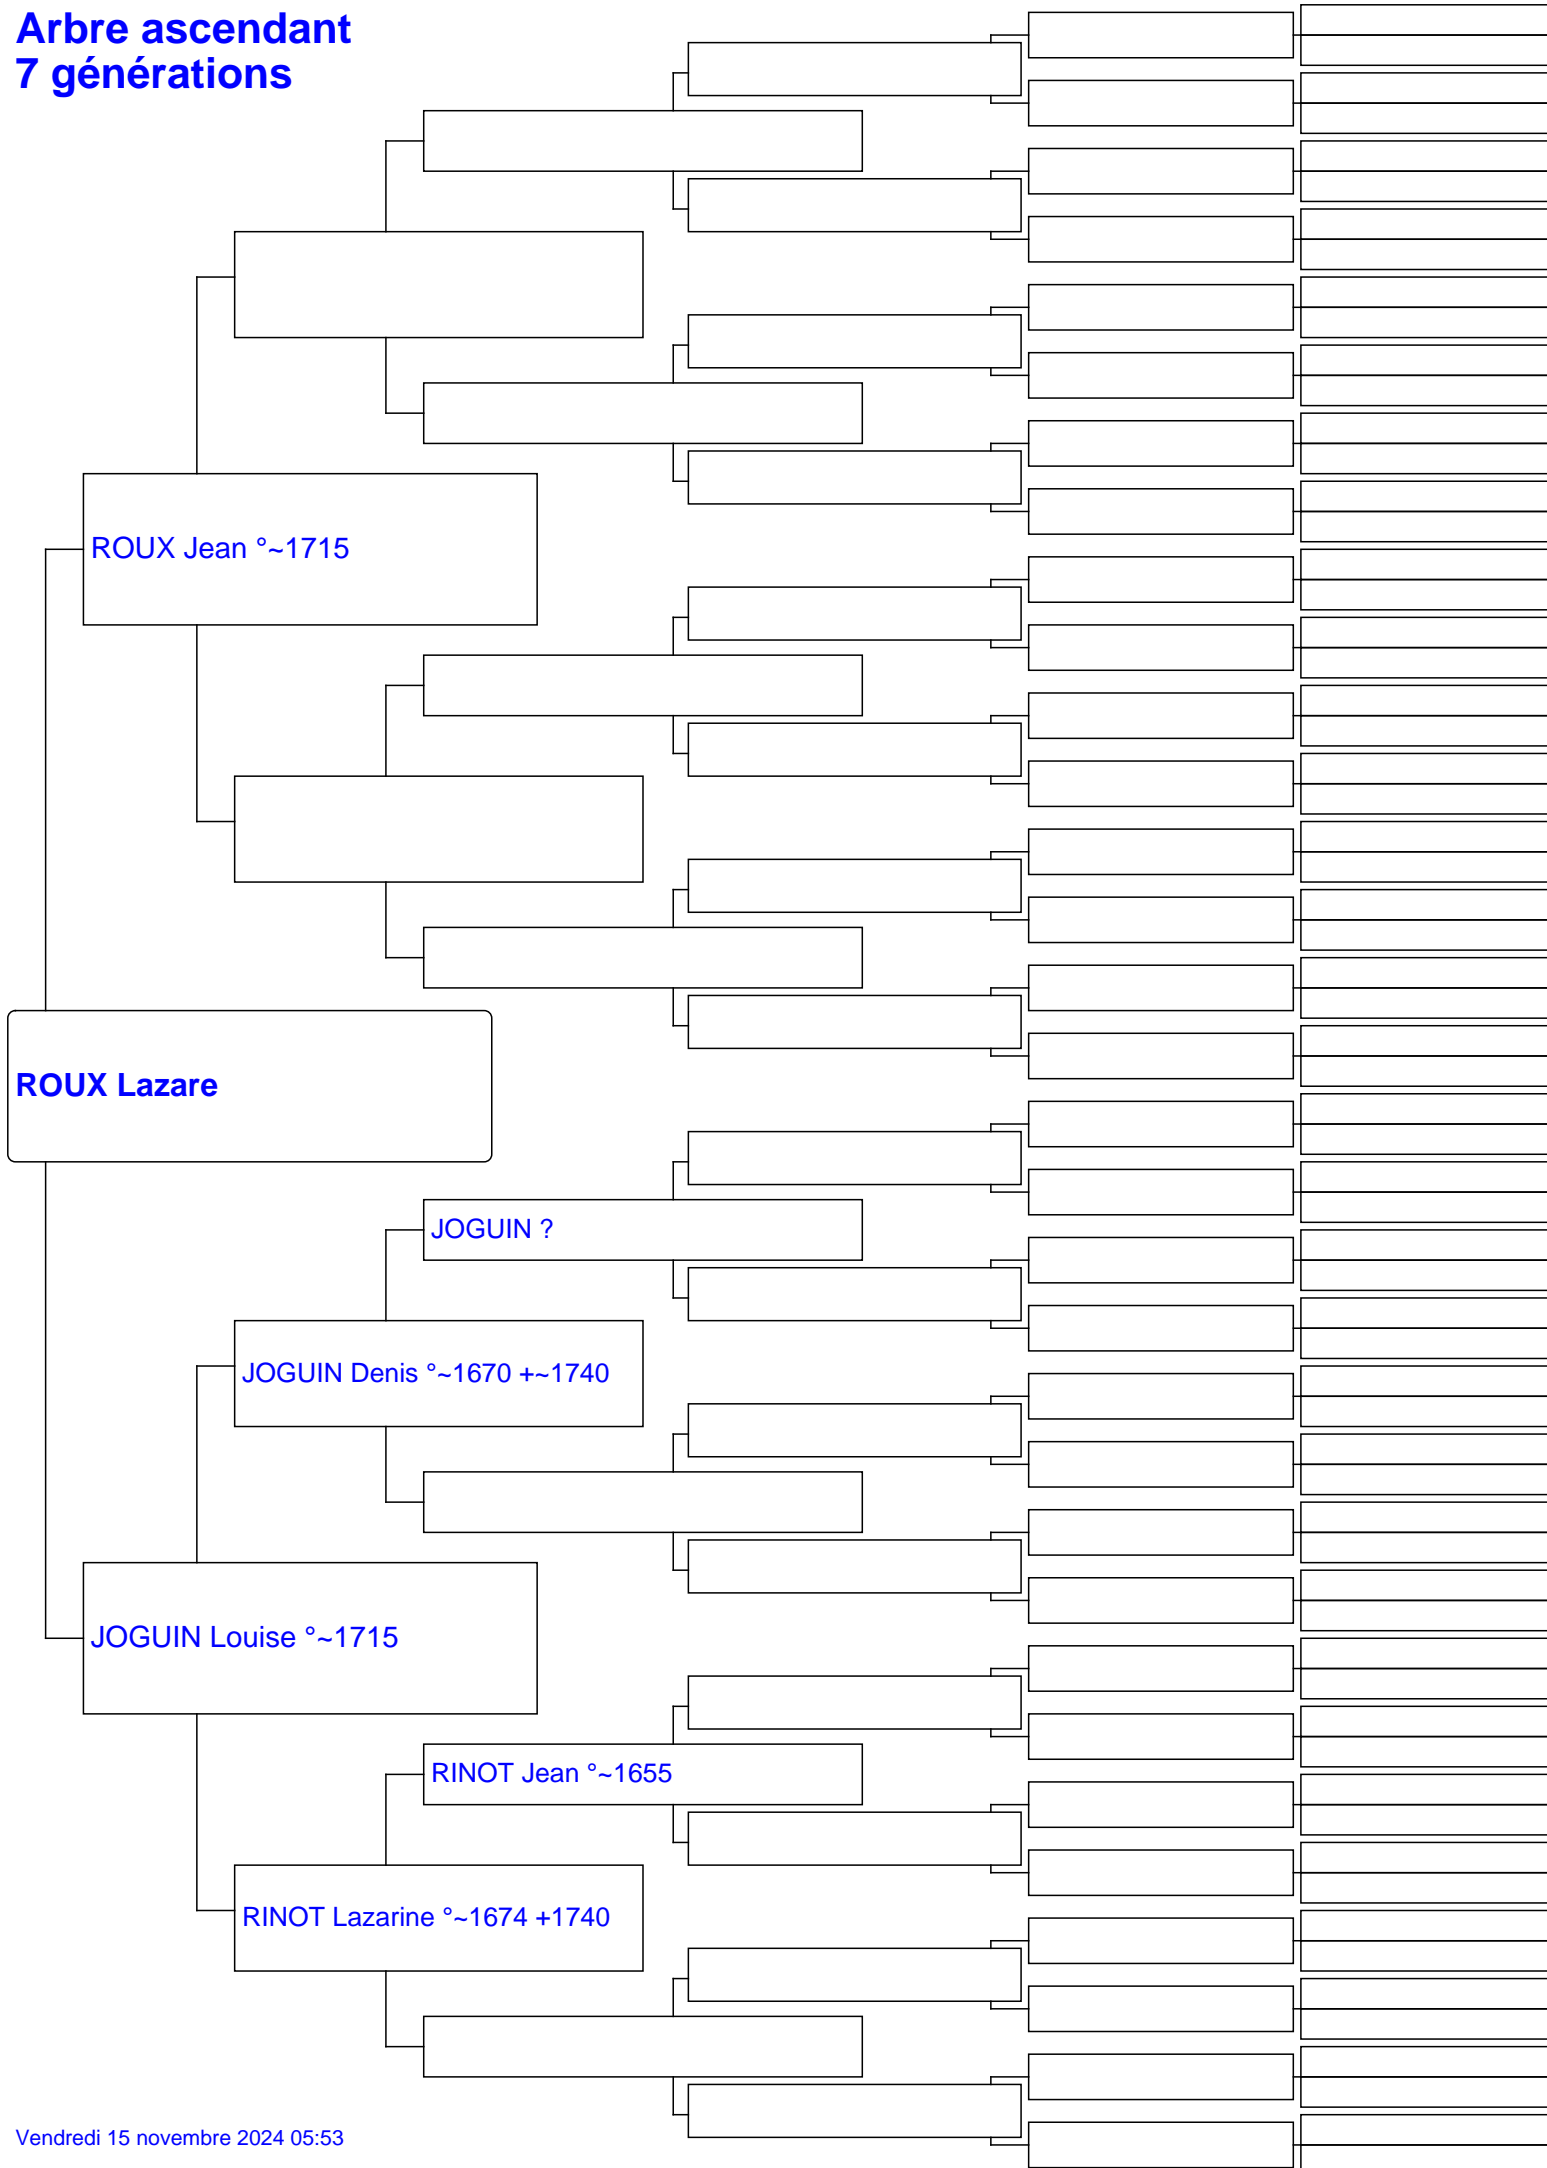 Arbre ascendant
7 générations
ROUX Jean °~1715
ROUX Lazare
JOGUIN ?
JOGUIN Denis °~1670 +~1740
JOGUIN Louise °~1715
RINOT Jean °~1655
RINOT Lazarine °~1674 +1740
Vendredi 15 novembre 2024 05:53